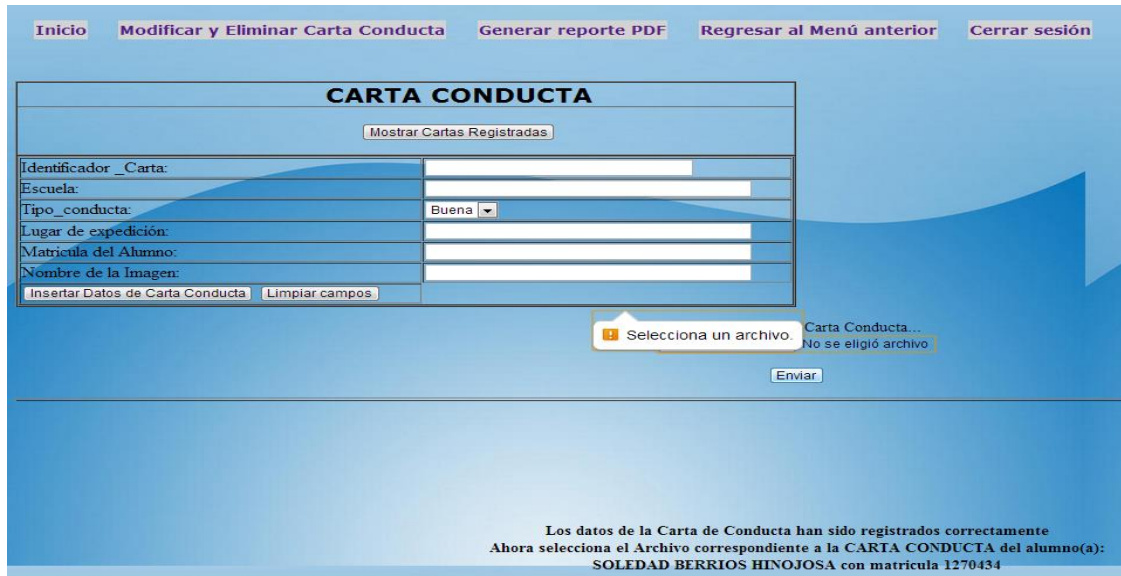 Inicio Modificar y Eliminar Carta Conducta Generar reporte PDF Regresar al Menú anterior Cerrar sesión
CARTA CONDUCTA
Mostrar Cartas Registradas
Identificador _Carta:
Escuela:
Tipo_conducta: Buena
Lugar de expedición:
Matricula del Alumno:
Nombre de la Imagen:
Insertar Datos de Carta Conducta Limpiar campos
Carta Conducta...
Selecciona un archivo. No se eligió archivo
Enviar
Los datos de la Carta de Conducta han sido registrados correctamente
Ahora selecciona el Archivo correspondiente a la CARTA CONDUCTA del alumno(a):
SOLEDAD BERRIOS HINOJOSA con matricula 1270434